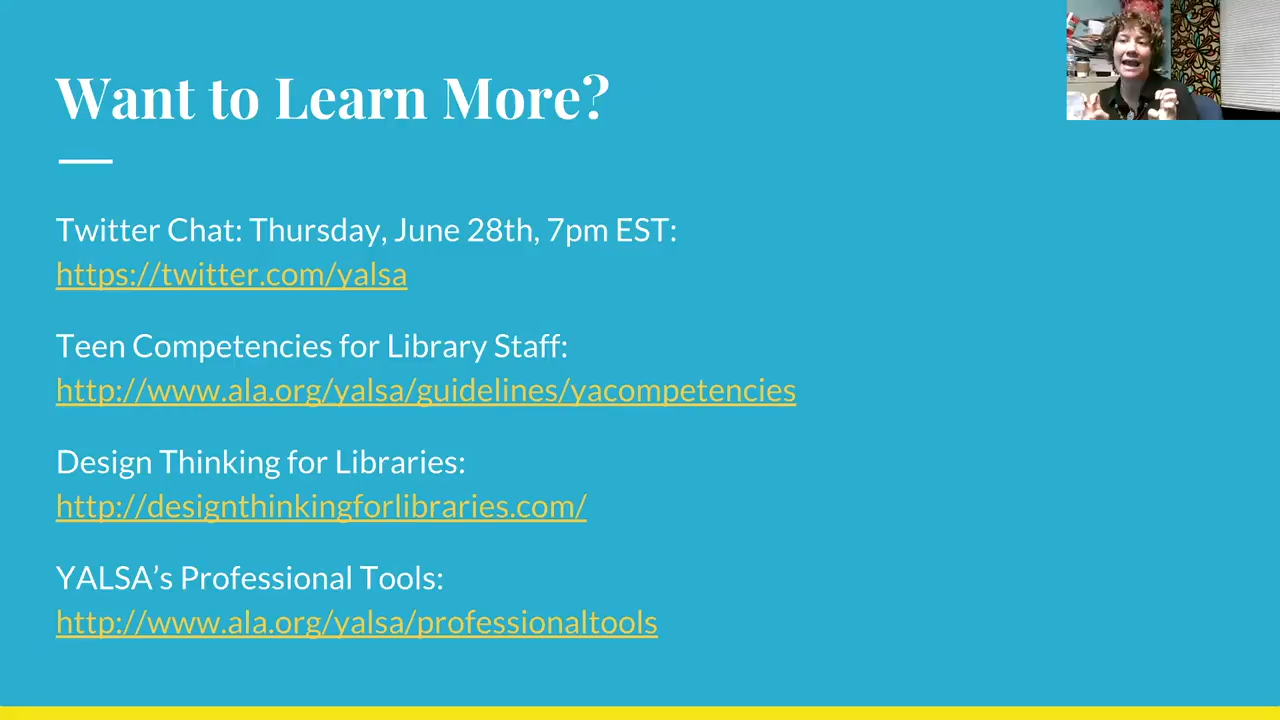 Want to Learn More?
Twitter Chat: Thursday, June 28th, 7pm EST:
https://twitter.com/yalsa
Teen Competencies for Library Staff:
http://www.ala.org/yalsa/guidelines/yacompetencies
Design Thinking for Libraries:
http://designthinkingforlibraries.com/
YALSA’s Professional Tools:
http://www.ala.org/yalsa/professionaltools